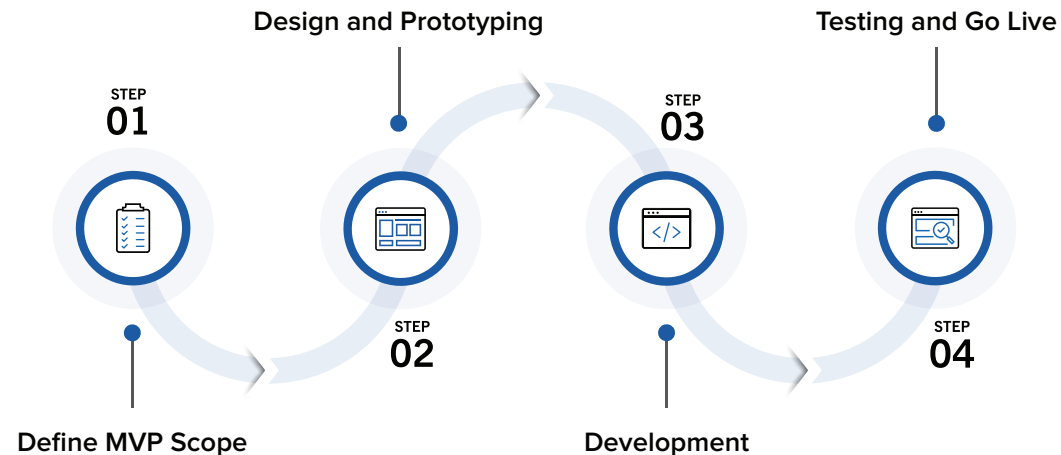 Design and Prototyping
Testing and Go Live
STEP
01
STEP
03
STEP
02
STEP
04
Define MVP Scope
Development